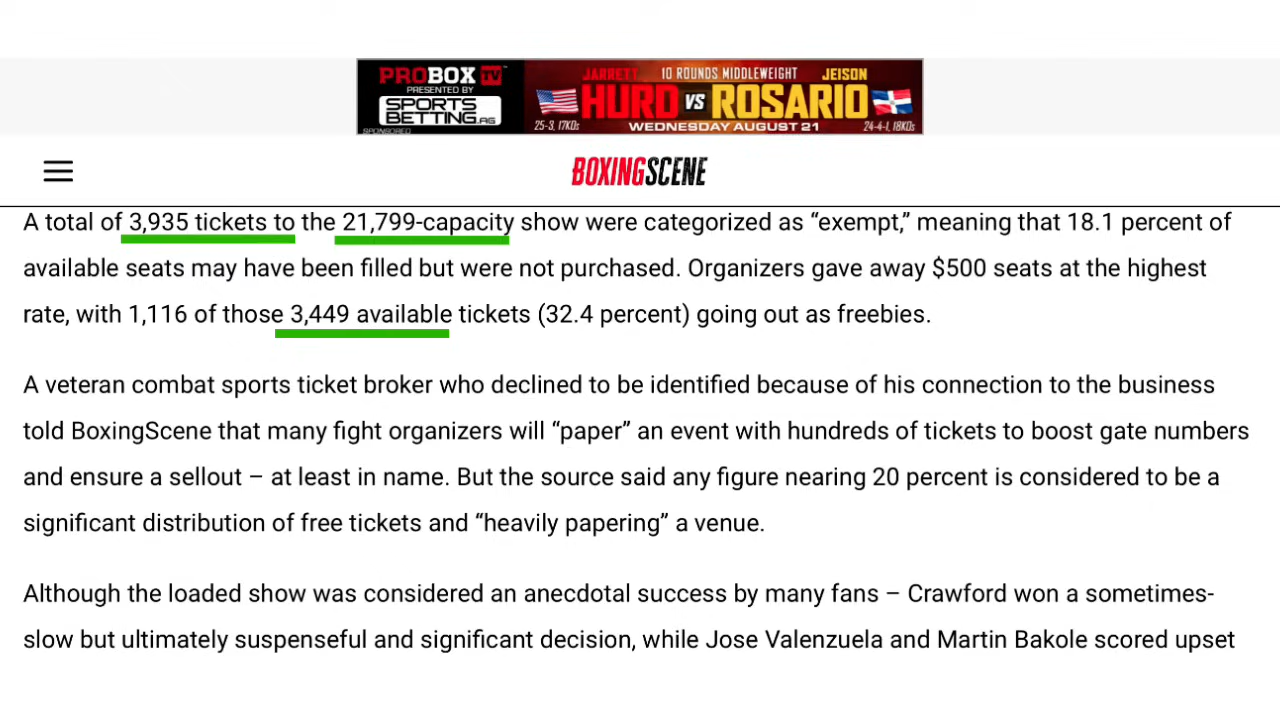 PROBOX TV
PRESENTED BY
SPORTS
BETTING.AG
SPONSORED
JARRETT 10 ROUNDS MIDDLEWEIGHT JEISON
HURD VS ROSARIO
25-3, 17KOs WEDNESDAY AUGUST 21 24-4-1, 18KOs
BOXINGSCENE
A total of 3,935 tickets to the 21,799-capacity show were categorized as “exempt,” meaning that 18.1 percent of
available seats may have been filled but were not purchased. Organizers gave away $500 seats at the highest
rate, with 1,116 of those 3,449 available tickets (32.4 percent) going out as freebies.
A veteran combat sports ticket broker who declined to be identified because of his connection to the business
told BoxingScene that many fight organizers will “paper” an event with hundreds of tickets to boost gate numbers
and ensure a sellout – at least in name. But the source said any figure nearing 20 percent is considered to be a
significant distribution of free tickets and “heavily papering” a venue.
Although the loaded show was considered an anecdotal success by many fans – Crawford won a sometimes-
slow but ultimately suspenseful and significant decision, while Jose Valenzuela and Martin Bakole scored upset